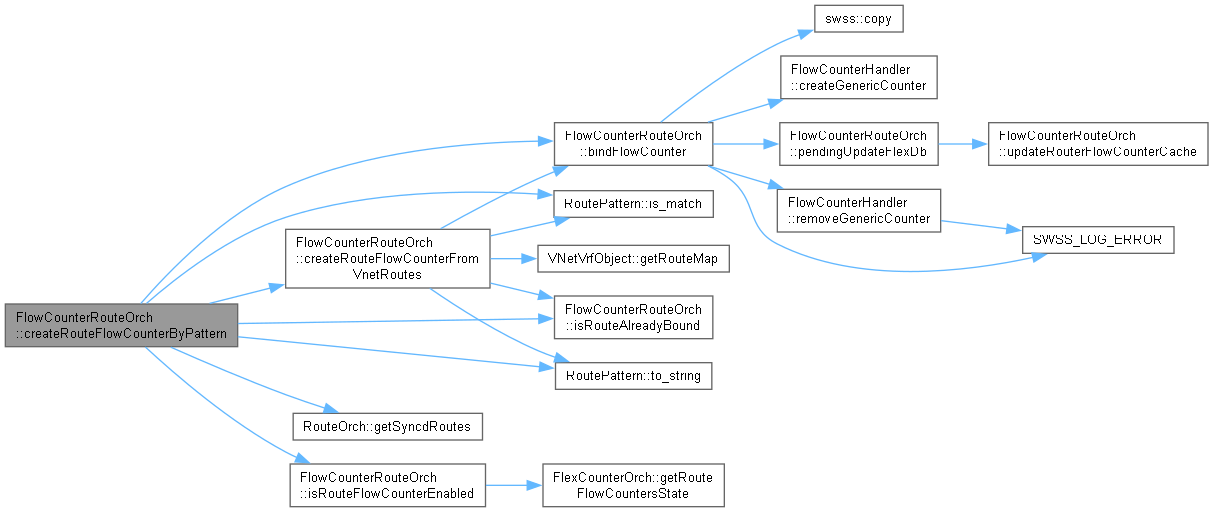 swss::copy
FlowCounterHandler
::createGenericCounter
FlowCounterRouteOrch
::bindFlowCounter
FlowCounterRouteOrch
::pendingUpdateFlexDb
FlowCounterRouteOrch
::updateRouterFlowCounterCache
RoutePattern::is_match
FlowCounterHandler
::removeGenericCounter
SWSS_LOG_ERROR
FlowCounterRouteOrch
::createRouteFlowCounterFrom
VnetRoutes
VNetVrfObject::getRouteMap
FlowCounterRouteOrch
::isRouteAlreadyBound
FlowCounterRouteOrch
::createRouteFlowCounterByPattern
RoutePattern::to_string
RouteOrch::getSyncdRoutes
FlowCounterRouteOrch
::isRouteFlowCounterEnabled
FlexCounterOrch::getRoute
FlowCountersState